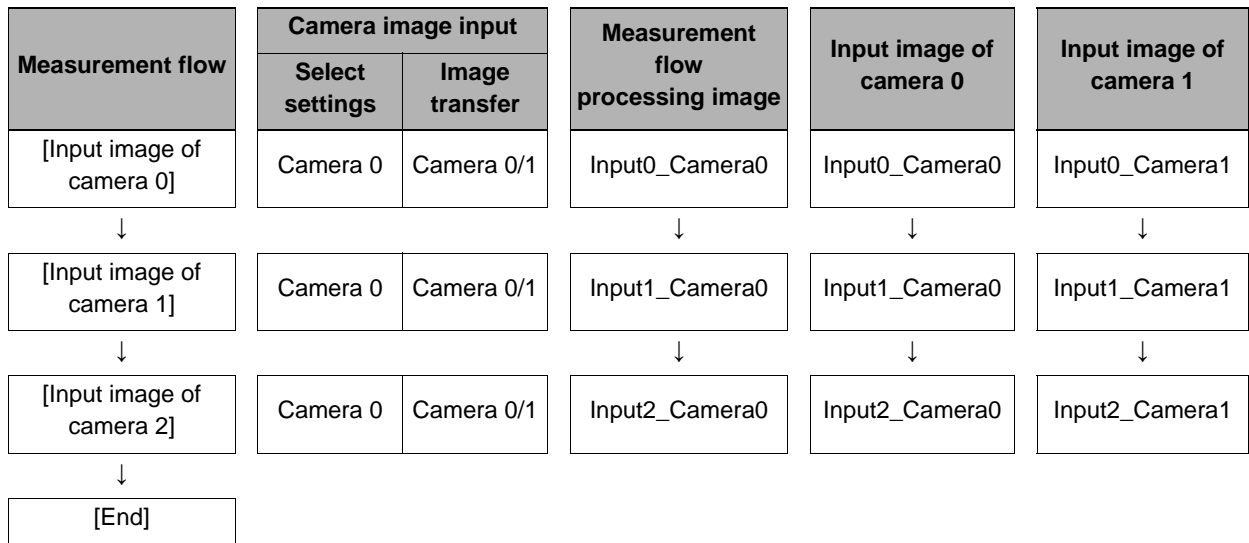 Measurement flow
Camera image input
Select
settings
Image
transfer
Measurement
flow
processing image
Input image of
camera 0
Input image of
camera 1
[Input image of
camera 0]
Camera 0
Camera 0/1
Input0_Camera0
Input0_Camera0
Input0_Camera1
↓ ↓ ↓ ↓
[Input image of
camera 1]
Camera 0
Camera 0/1
Input1_Camera0
Input1_Camera0
Input1_Camera1
↓ ↓ ↓ ↓
[Input image of
camera 2]
Camera 0
Camera 0/1
Input2_Camera0
Input2_Camera0
Input2_Camera1
↓
[End]